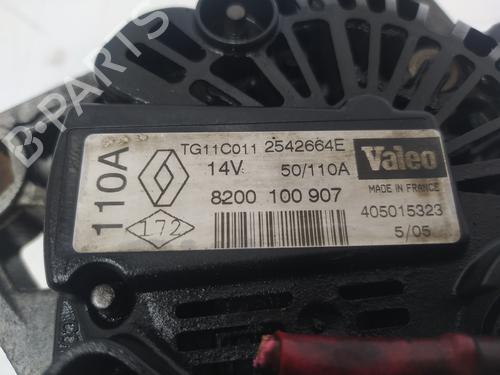 B-PARTS
110A
TG11C011 2542664E
14V 50/110A
8200 100 907
172
Valeo
MADE IN FRANCE
405015323
5/05